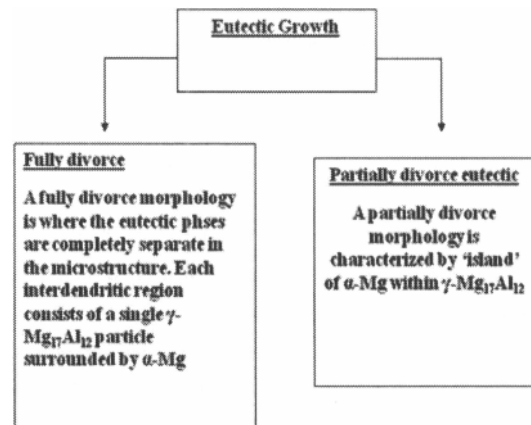 Eutectic Growth
Fully divorce
A fully divorce morphology
is where the eutectic phses
are completely separate in
the microstructure. Each
interdendritic region
consists of a single γ-
Mg₁₇Al₁₂ particle
surrounded by α-Mg
Partially divorce eutectic
A partially divorce
morphology is
characterized by ‘island’
of α-Mg within γ-Mg₁₇Al₁₂